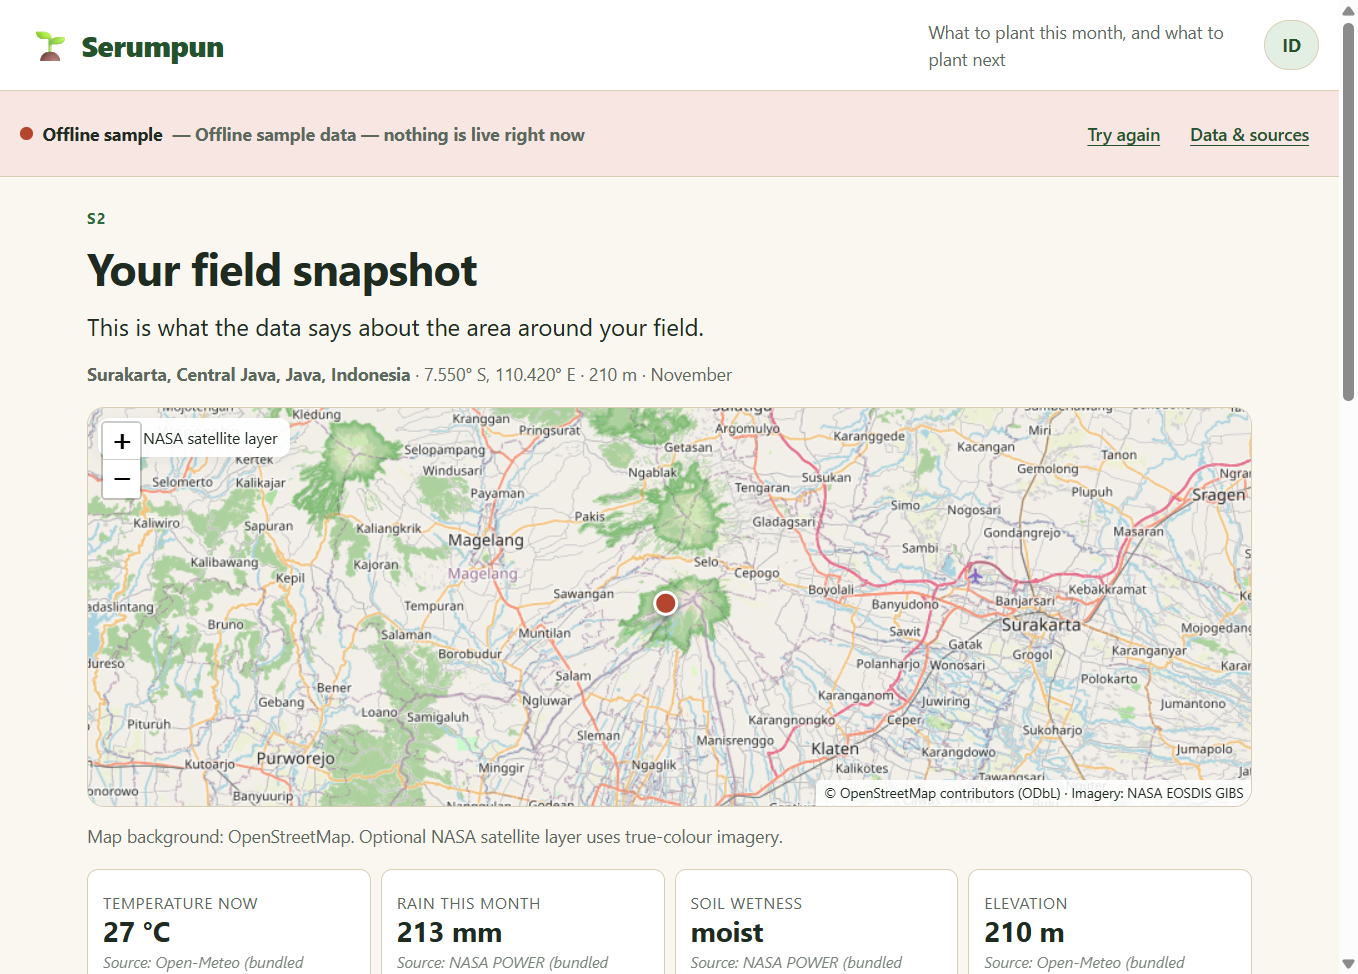 Serumpun
What to plant this month, and what to
plant next
ID
Offline sample — Offline sample data — nothing is live right now
Try again
Data & sources
S2
Your field snapshot
This is what the data says about the area around your field.
Surakarta, Central Java, Java, Indonesia · 7.550° S, 110.420° E · 210 m · November
+
−
NASA satellite layer
Kledung
Kranggan
Pringsurat
Argomulyo
Karanggede
Miri
Getasan
Kacangan
Tanon
Selopampang
Kertek
Windusari
Ngablak
Gemolong
Selomerto
Kalikajar
Susukan
Tengaran
Plupuh
Sragen
Payaman
Simo
Nogosari
Kaliwiro
Sapuran
Kaliangkrik
Pakis
Gladagsari
Gondangrejo
Masaran
Magelang
Sambi
Kalibawang
Kajoran
Selo
Cepogo
Magelang
Kepil
Boyolali
Kebakkramat
Sawangan
Banyudono
Banjarsari
Tempuran
Bruno
Surakarta
Mojogedang
Salaman
Muntilan
Sawit
Gatak
Borobudur
Grogol
Karanganyar
Polanharjo
Wonosari
Salam
Polokarto
Bener
Gebang
Ngluwar
Karanganom
Juwiring
Jumantono
Loano
Samigaluh
Pituruh
Karangnongko
Ceper
Sleman
Sukoharjo
Manisrenggo
Klaten
Jumapolo
Purworejo
Karangdowo
Kutoarjo
Minggir
Ngaglik
Kalikotes
Tawangsari
Banyuurip
© OpenStreetMap contributors (ODbL) · Imagery: NASA EOSDIS GIBS
Map background: OpenStreetMap. Optional NASA satellite layer uses true-colour imagery.
TEMPERATURE NOW
27 °C
Source: Open-Meteo (bundled
RAIN THIS MONTH
213 mm
Source: NASA POWER (bundled
SOIL WETNESS
moist
Source: NASA POWER (bundled
ELEVATION
210 m
Source: Open-Meteo (bundled